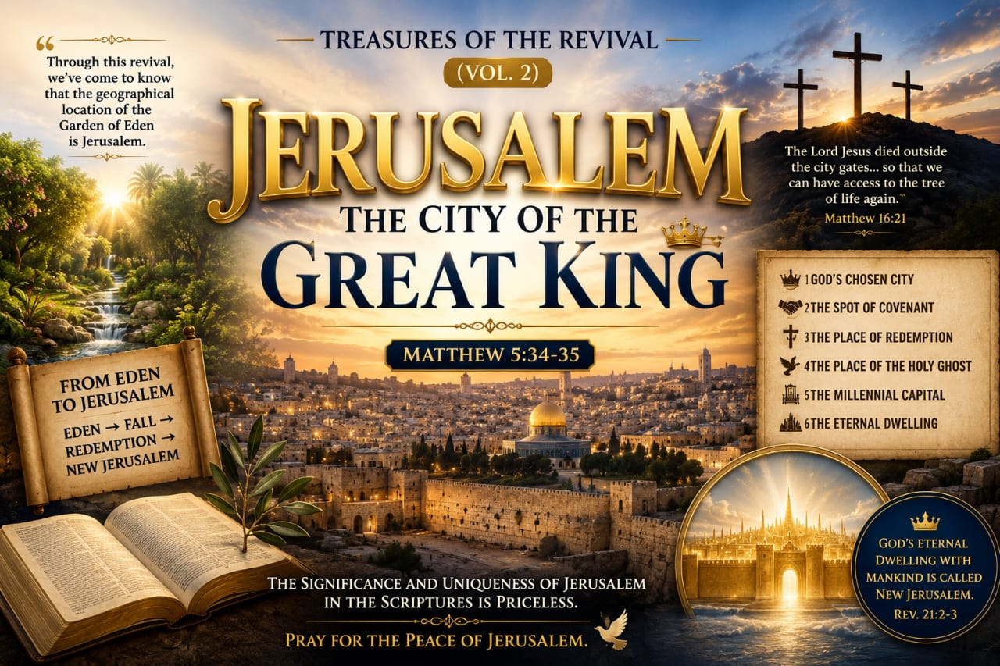 TREASURES OF THE REVIVAL
(VOL. 2)
JERUSALEM
THE CITY OF THE
GREAT KING
MATTHEW 5:34-35
“
Through this revival,
we've come to know
that the geographical
location of the
Garden of Eden
is Jerusalem.
The Lord Jesus died outside
the city gates... so that we
can have access to the tree
of life again.”
Matthew 16:21
1 GOD'S CHOSEN CITY
2 THE SPOT OF COVENANT
3 THE PLACE OF REDEMPTION
4 THE PLACE OF THE HOLY GHOST
5 THE MILLENNIAL CAPITAL
6 THE ETERNAL DWELLING
FROM EDEN
TO JERUSALEM
EDEN → FALL →
REDEMPTION →
NEW JERUSALEM
GOD'S ETERNAL
DWELLING WITH
MANKIND IS CALLED
NEW JERUSALEM.
REV. 21:2-3
THE SIGNIFICANCE AND UNIQUENESS OF JERUSALEM
IN THE SCRIPTURES IS PRICELESS.
PRAY FOR THE PEACE OF JERUSALEM.